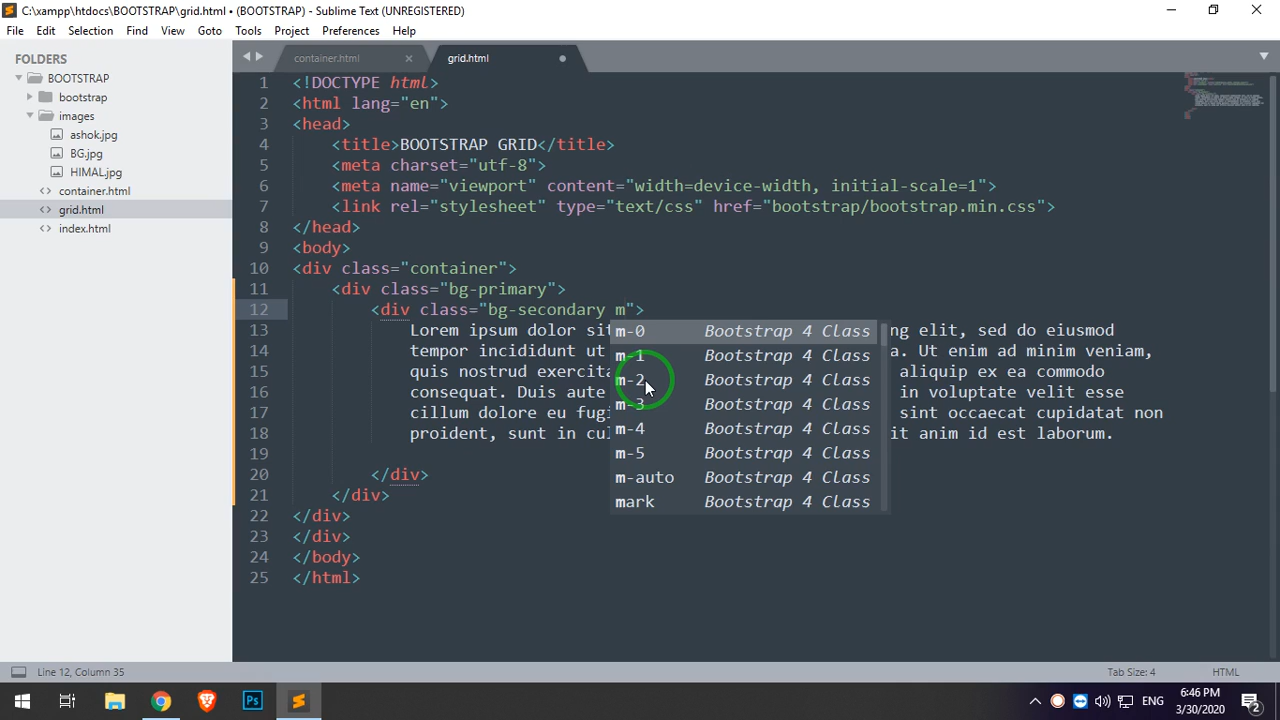 C:\xampp\htdocs\BOOTSTRAP\grid.html • (BOOTSTRAP) - Sublime Text (UNREGISTERED)
File Edit Selection Find View Goto Tools Project Preferences Help
FOLDERS
BOOTSTRAP
bootstrap
images
ashok.jpg
BG.jpg
HIMAL.jpg
container.html
grid.html
index.html
container.html × grid.html
1 <!DOCTYPE html>
2 <html lang="en">
3 <head>
4 <title>BOOTSTRAP GRID</title>
5 <meta charset="utf-8">
6 <meta name="viewport" content="width=device-width, initial-scale=1">
7 <link rel="stylesheet" type="text/css" href="bootstrap/bootstrap.min.css">
8 </head>
9 <body>
10 <div class="container">
11 <div class="bg-primary">
12 <div class="bg-secondary m">
13 Lorem ipsum dolor sit ng elit, sed do eiusmod
14 tempor incididunt ut a. Ut enim ad minim veniam,
15 quis nostrud exercita aliquip ex ea commodo
16 consequat. Duis aute in voluptate velit esse
17 cillum dolore eu fugi sint occaecat cupidatat non
18 proident, sunt in cul it anim id est laborum.
19
20 </div>
21 </div>
22 </div>
23 </div>
24 </body>
25 </html>
m-0 Bootstrap 4 Class
m-1 Bootstrap 4 Class
m-2 Bootstrap 4 Class
m-3 Bootstrap 4 Class
m-4 Bootstrap 4 Class
m-5 Bootstrap 4 Class
m-auto Bootstrap 4 Class
mark Bootstrap 4 Class
Line 12, Column 35 Tab Size: 4 HTML
Ps ENG 6:46 PM
3/30/2020 2